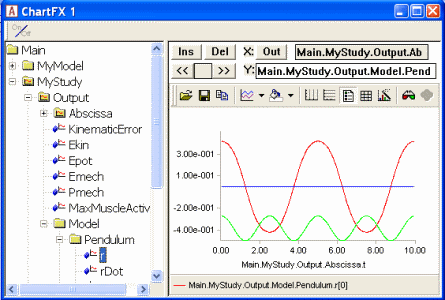 ChartFX 1
On
Off
Main
MyModel
MyStudy
Output
Abscissa
KinematicError
Ekin
Epot
Emech
Pmech
MaxMuscleActiv
Model
Pendulum
r
rDot
Ins Del X: Out Main.MyStudy.Output.Ab
<< >> Y: Main.MyStudy.Output.Model.Pend
3.00e-001
-2.00e-001
-4.00e-001
0.00 2.00 4.00 6.00 8.00 10.00
Main.MyStudy.Output.Abscissa.t
Main.MyStudy.Output.Model.Pendulum.r[0]